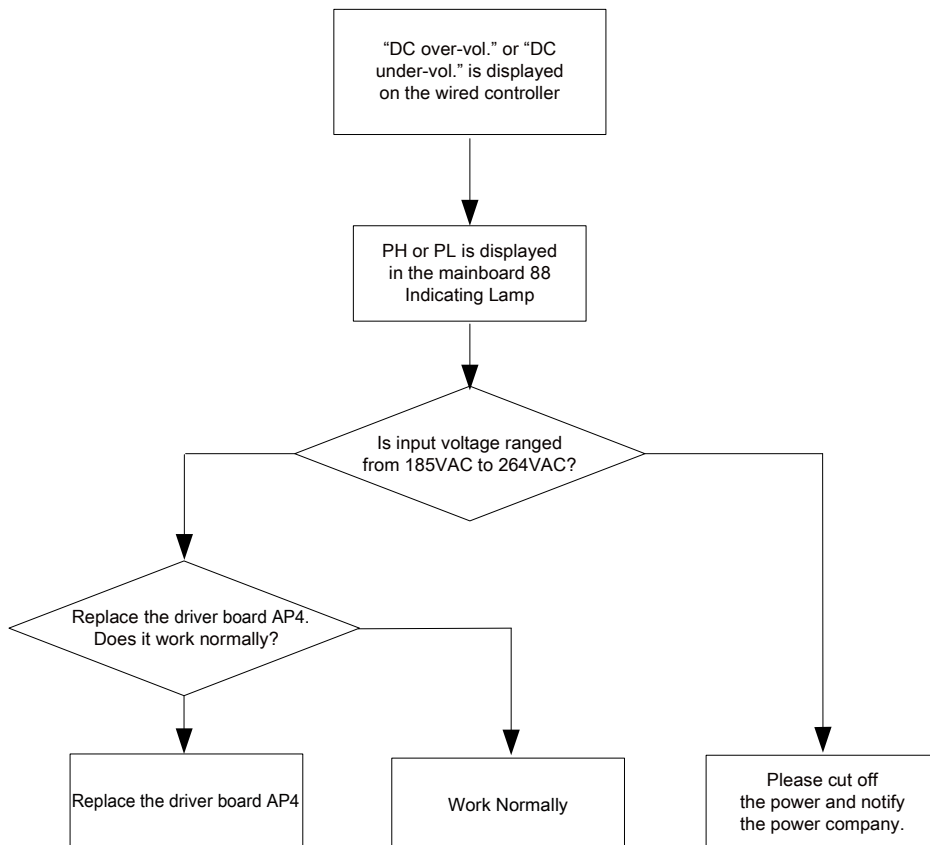 “DC over-vol.” or “DC
under-vol.” is displayed
on the wired controller
PH or PL is displayed
in the mainboard 88
Indicating Lamp
Is input voltage ranged
from 185VAC to 264VAC?
Replace the driver board AP4.
Does it work normally?
Replace the driver board AP4
Work Normally
Please cut off
the power and notify
the power company.